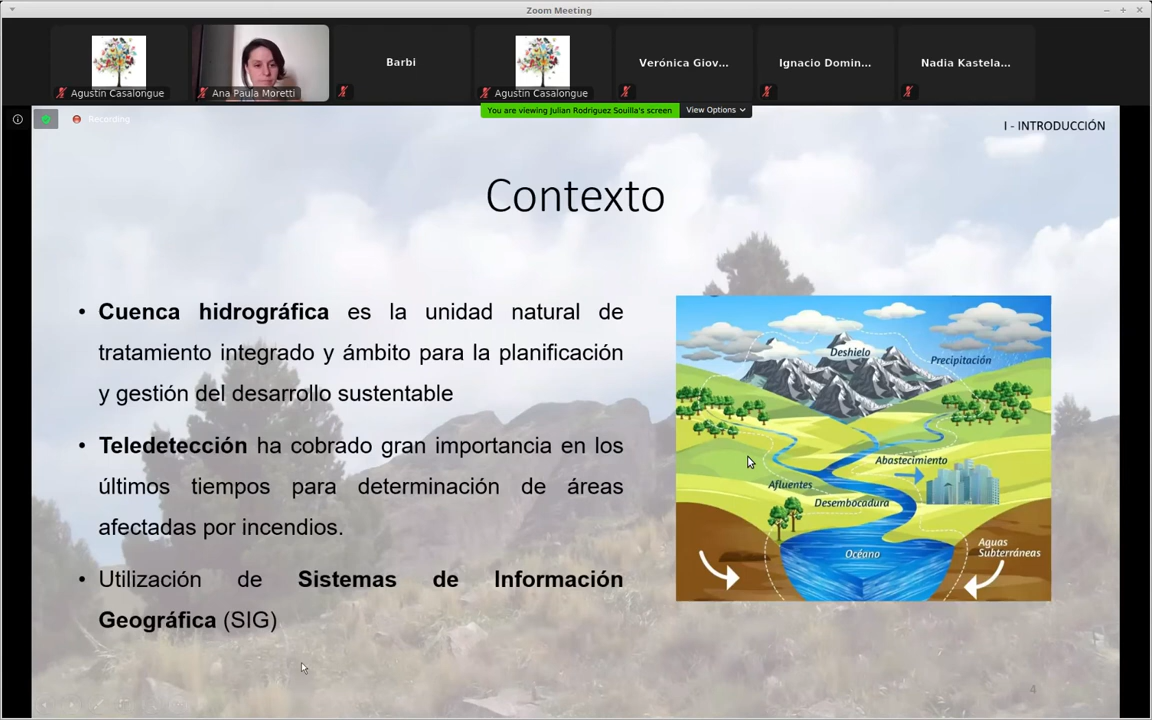 Zoom Meeting
Agustin Casalongue
Ana Paula Moretti
Barbi
Agustin Casalongue
Verónica Giov...
Ignacio Domin...
Nadia Kastela...
You are viewing Julian Rodriguez Souilla's screen
View Options
Recording
I - INTRODUCCIÓN
Contexto
• Cuenca hidrográfica es la unidad natural de
tratamiento integrado y ámbito para la planificación
y gestión del desarrollo sustentable
• Teledetección ha cobrado gran importancia en los
últimos tiempos para determinación de áreas
afectadas por incendios.
• Utilización de Sistemas de Información
Geográfica (SIG)
Deshielo
Precipitación
Abastecimiento
Afluentes
Desembocadura
Océano
Aguas
Subterráneas
4